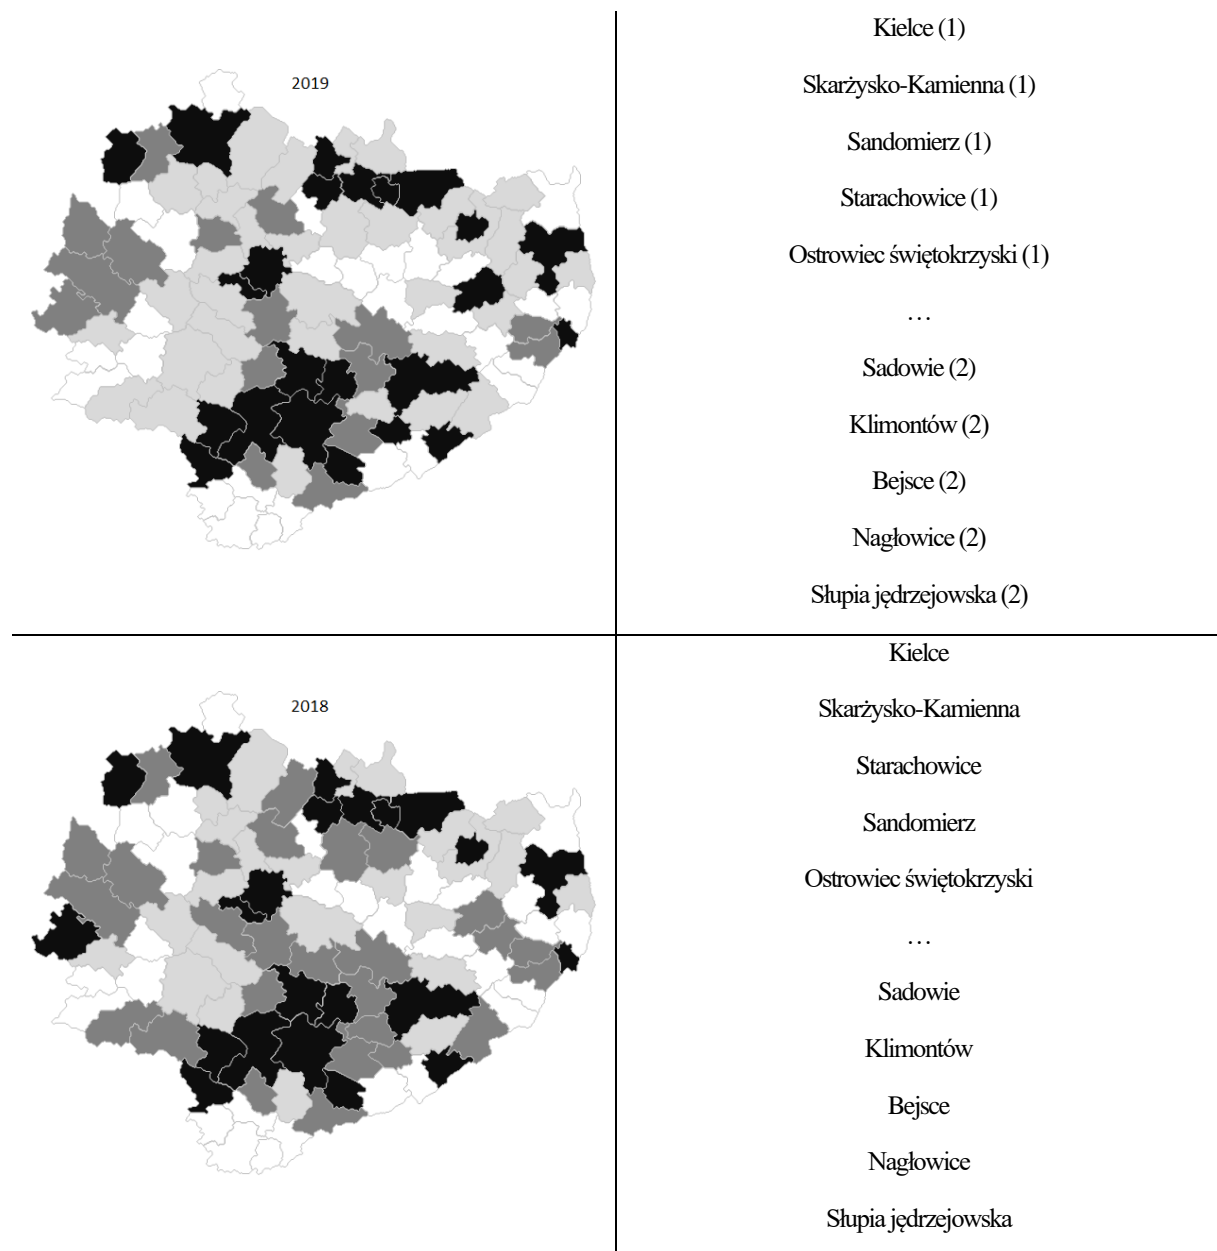 2019
Kielce (1)
Skarżysko-Kamienna (1)
Sandomierz (1)
Starachowice (1)
Ostrowiec świętokrzyski (1)
…
Sadowie (2)
Klimontów (2)
Bejsce (2)
Nagłowice (2)
Słupia jędrzejowska (2)
2018
Kielce
Skarżysko-Kamienna
Starachowice
Sandomierz
Ostrowiec świętokrzyski
…
Sadowie
Klimontów
Bejsce
Nagłowice
Słupia jędrzejowska